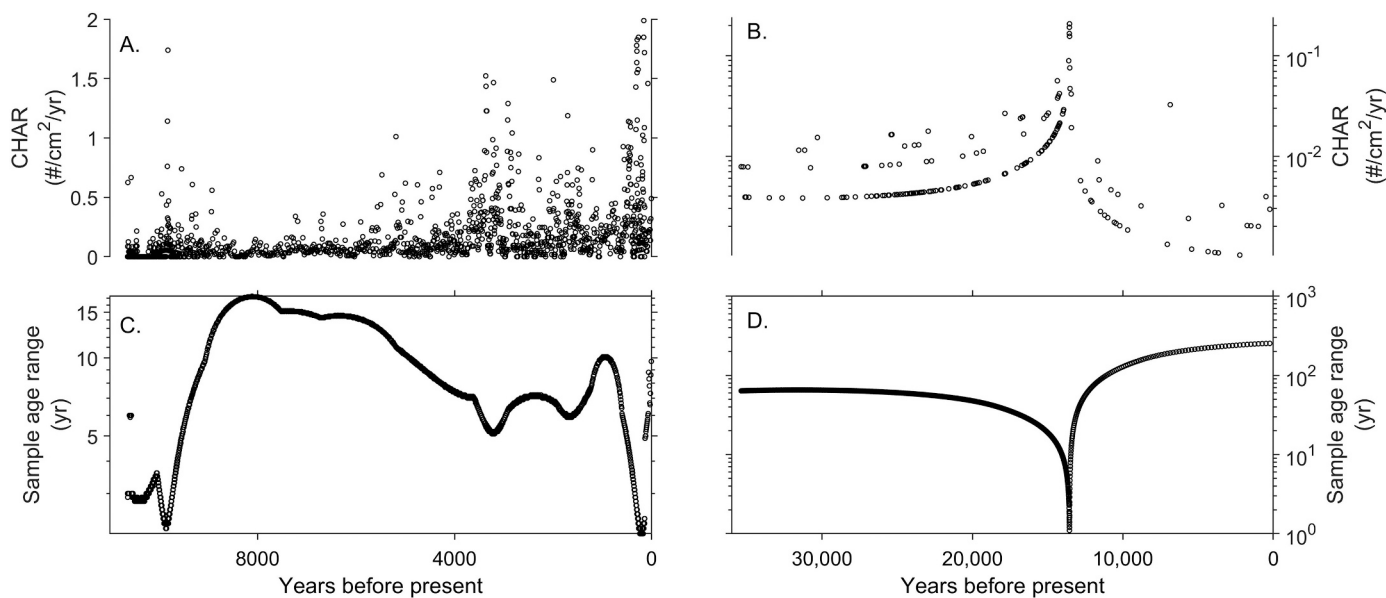 A.
CHAR
(#/cm²/yr)
2
1.5
1
0.5
0
B.
10⁻¹
10⁻²
CHAR
(#/cm²/yr)
C.
Sample age range
(yr)
15
10
5
8000
4000
0
Years before present
D.
10³
10²
10¹
10⁰
Sample age range
(yr)
30,000
20,000
10,000
0
Years before present